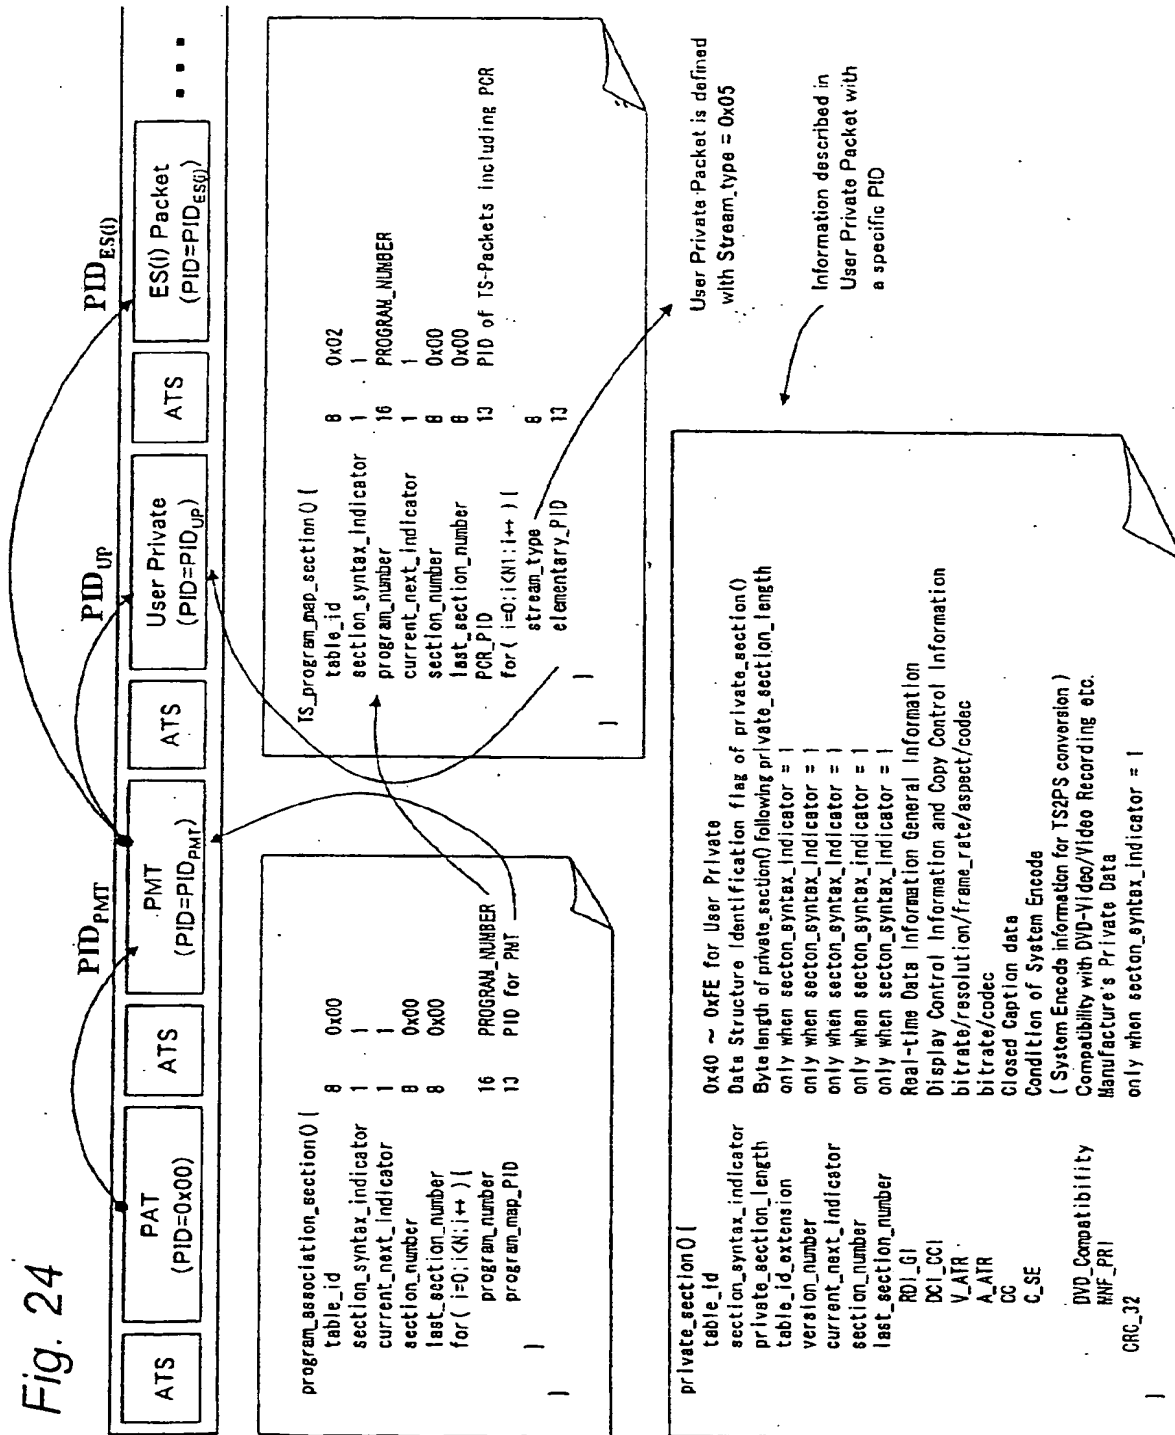 Fig. 24
PID_PMT
PID_UP
PID_ES(i)
ATS
PAT
(PID=0x00)
ATS
PMT
(PID=PID_PMT)
ATS
User Private
(PID=PID_UP)
ATS
ES(i) Packet
(PID=PID_ES(i))
• • •
program_association_section() {
table_id 8 0x00
section_syntax_indicator 1 1
current_next_indicator 1 1
section_number 8 0x00
last_section_number 8 0x00
for ( i=0;i<N;i++ ) {
program_number 16 PROGRAM_NUMBER
program_map_PID 13 PID for PMT
}
}
TS_program_map_section() {
table_id 8 0x02
section_syntax_indicator 1 1
program_number 16 PROGRAM_NUMBER
current_next_indicator 1 1
section_number 8 0x00
last_section_number 8 0x00
PCR_PID 13 PID of TS-Packets including PCR
for ( i=0;i<N1;i++ ) {
stream_type 8
elementary_PID 13
}
}
User Private Packet is defined
with Stream_type = 0x05
Information described in
User Private Packet with
a specific PID
private_section() {
table_id 0x40 ~ 0xFE for User Private
section_syntax_indicator Data Structure Identification flag of private_section()
private_section_length Byte length of private_section() following private_section_length
table_id_extension only when secton_syntax_indicator = 1
version_number only when secton_syntax_indicator = 1
current_next_indicator only when secton_syntax_indicator = 1
section_number only when secton_syntax_indicator = 1
last_section_number only when secton_syntax_indicator = 1
RDI_GI Real-time Data Information General Information
DCI_CCI Display Control Information and Copy Control Information
V_ATR bitrate/resolution/frame_rate/aspect/codec
A_ATR bitrate/codec
CC Closed Caption data
C_SE Condition of System Encode
( System Encode information for TS2PS conversion )
DVD_Compatibility Compatibility with DVD-Video/Video Recording etc.
MNF_PRI Manufacture's Private Data
CRC_32 only when secton_syntax_indicator = 1
}